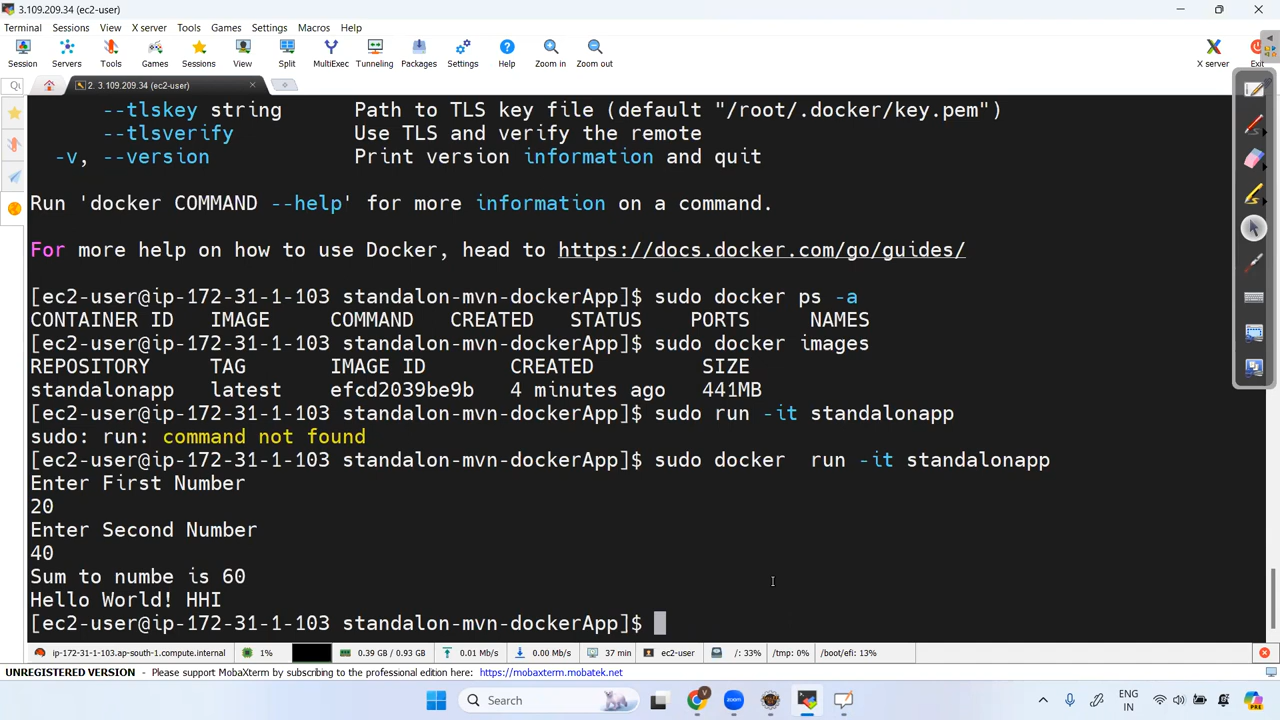 3.109.209.34 (ec2-user)
Terminal Sessions View X server Tools Games Settings Macros Help
Session Servers Tools Games Sessions View Split MultiExec Tunneling Packages Settings Help Zoom in Zoom out X server Exit
2. 3.109.209.34 (ec2-user)
--tlskey string Path to TLS key file (default "/root/.docker/key.pem")
--tlsverify Use TLS and verify the remote
-v, --version Print version information and quit
Run 'docker COMMAND --help' for more information on a command.
For more help on how to use Docker, head to https://docs.docker.com/go/guides/
[ec2-user@ip-172-31-1-103 standalon-mvn-dockerApp]$ sudo docker ps -a
CONTAINER ID IMAGE COMMAND CREATED STATUS PORTS NAMES
[ec2-user@ip-172-31-1-103 standalon-mvn-dockerApp]$ sudo docker images
REPOSITORY TAG IMAGE ID CREATED SIZE
standalonapp latest efcd2039be9b 4 minutes ago 441MB
[ec2-user@ip-172-31-1-103 standalon-mvn-dockerApp]$ sudo run -it standalonapp
sudo: run: command not found
[ec2-user@ip-172-31-1-103 standalon-mvn-dockerApp]$ sudo docker  run -it standalonapp
Enter First Number
20
Enter Second Number
40
Sum to numbe is 60
Hello World! HHI
[ec2-user@ip-172-31-1-103 standalon-mvn-dockerApp]$
ip-172-31-1-103.ap-south-1.compute.internal 1% 0.39 GB / 0.93 GB 0.01 Mb/s 0.00 Mb/s 37 min ec2-user /: 33% /tmp: 0% /boot/efi: 13%
UNREGISTERED VERSION - Please support MobaXterm by subscribing to the professional edition here: https://mobaxterm.mobatek.net
Search
ENG
IN